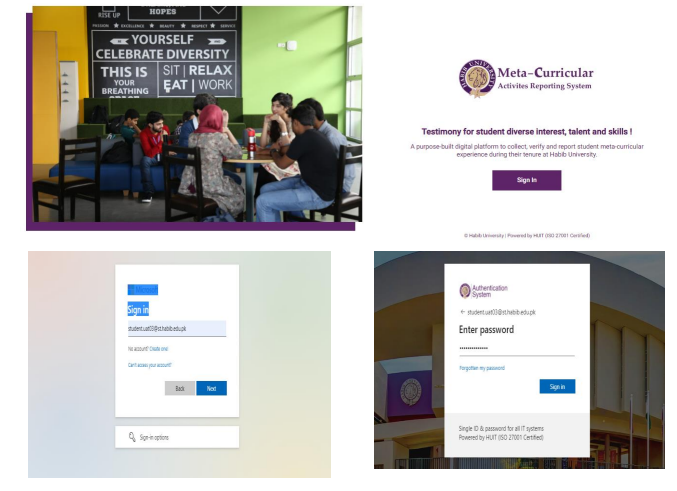 RISE UP
HOPES
PASSION ★ EXCELLENCE ★ BEAUTY ★ RESPECT ★ SERVICE
YOURSELF
CELEBRATE DIVERSITY
THIS IS
YOUR
BREATHING
SPACE
SIT | RELAX
EAT | WORK
HABIB UNIVERSITY
Meta-Curricular
Activites Reporting System
Testimony for student diverse interest, talent and skills !
A purpose-built digital platform to collect, verify and report student meta-curricular
experience during their tenure at Habib University.
Sign In
© Habib University | Powered by HUIT (ISO 27001 Certified)
Microsoft
Sign in
student.uat03@st.habib.edu.pk
No account? Create one!
Can't access your account?
Back
Next
Sign-in options
Authentication
System
← student.uat03@st.habib.edu.pk
Enter password
Forgotten my password
Sign in
Single ID & password for all IT systems
Powered by HUIT (ISO 27001 Certified)